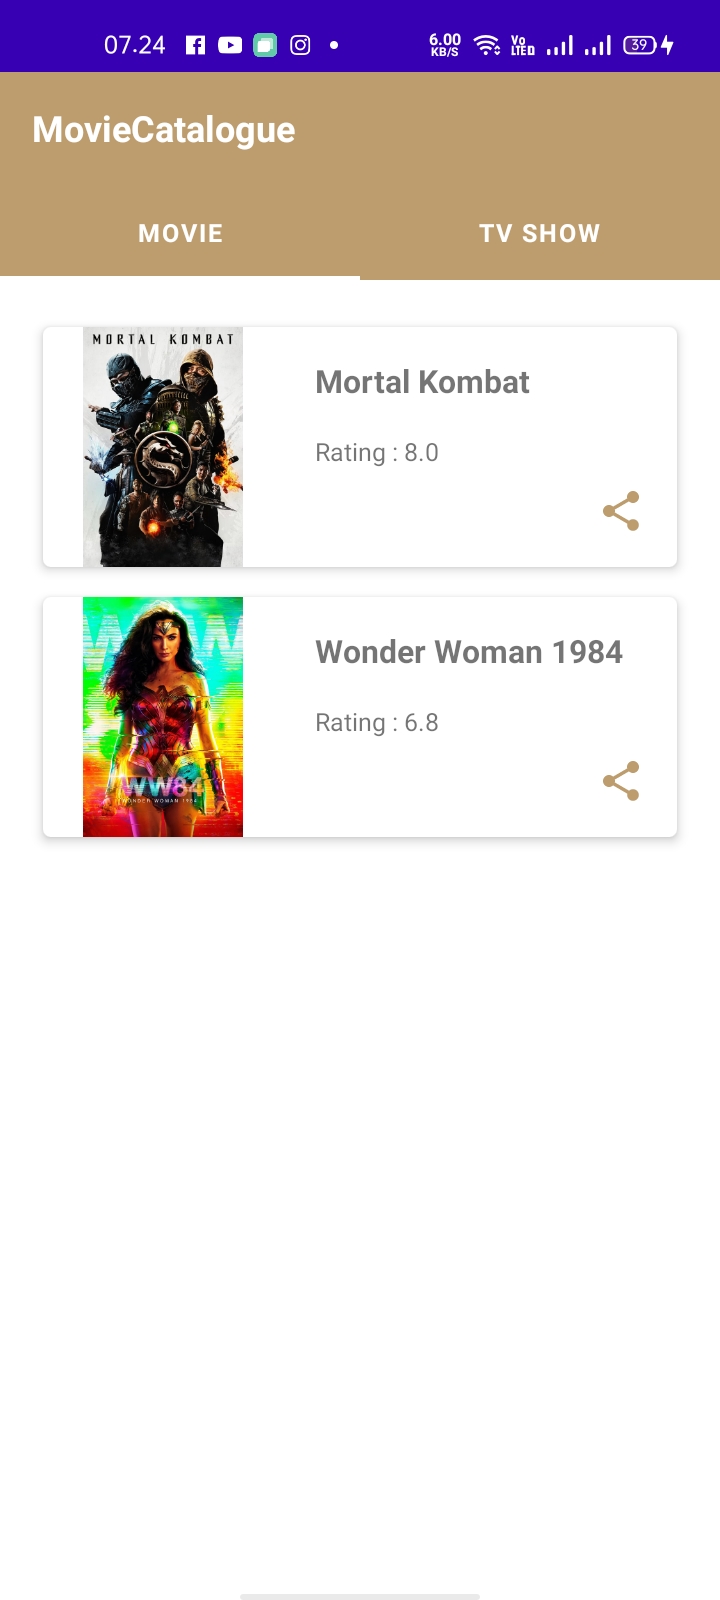 07.24 6.00 KB/S Vo LTE 39
MovieCatalogue
MOVIE TV SHOW
MORTAL KOMBAT
Mortal Kombat
Rating : 8.0
WW
Wonder Woman 1984
Rating : 6.8
WW84
WONDER WOMAN 1984